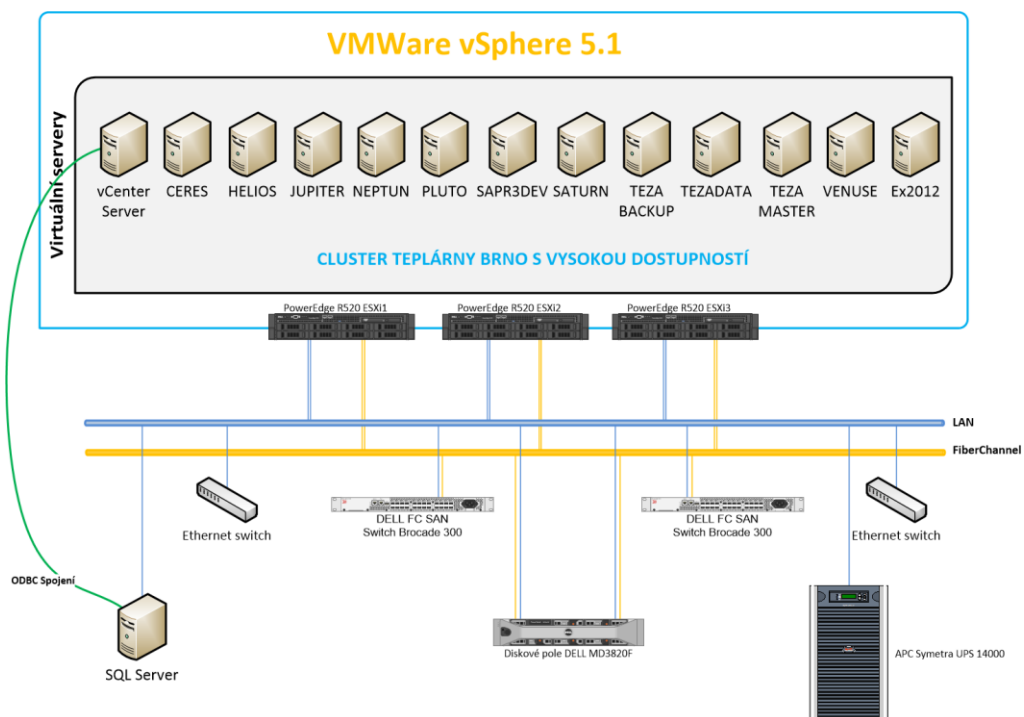 VMWare vSphere 5.1
Virtuální servery
vCenter
Server
CERES
HELIOS
JUPITER
NEPTUN
PLUTO
SAPR3DEV
SATURN
TEZA
BACKUP
TEZADATA
TEZA
MASTER
VENUSE
Ex2012
CLUSTER TEPLÁRNY BRNO S VYSOKOU DOSTUPNOSTÍ
PowerEdge R520 ESXi1
PowerEdge R520 ESXi2
PowerEdge R520 ESXi3
LAN
FiberChannel
Ethernet switch
DELL FC SAN
Switch Brocade 300
DELL FC SAN
Switch Brocade 300
Ethernet switch
ODBC Spojení
SQL Server
Diskové pole DELL MD3820F
APC Symetra UPS 14000